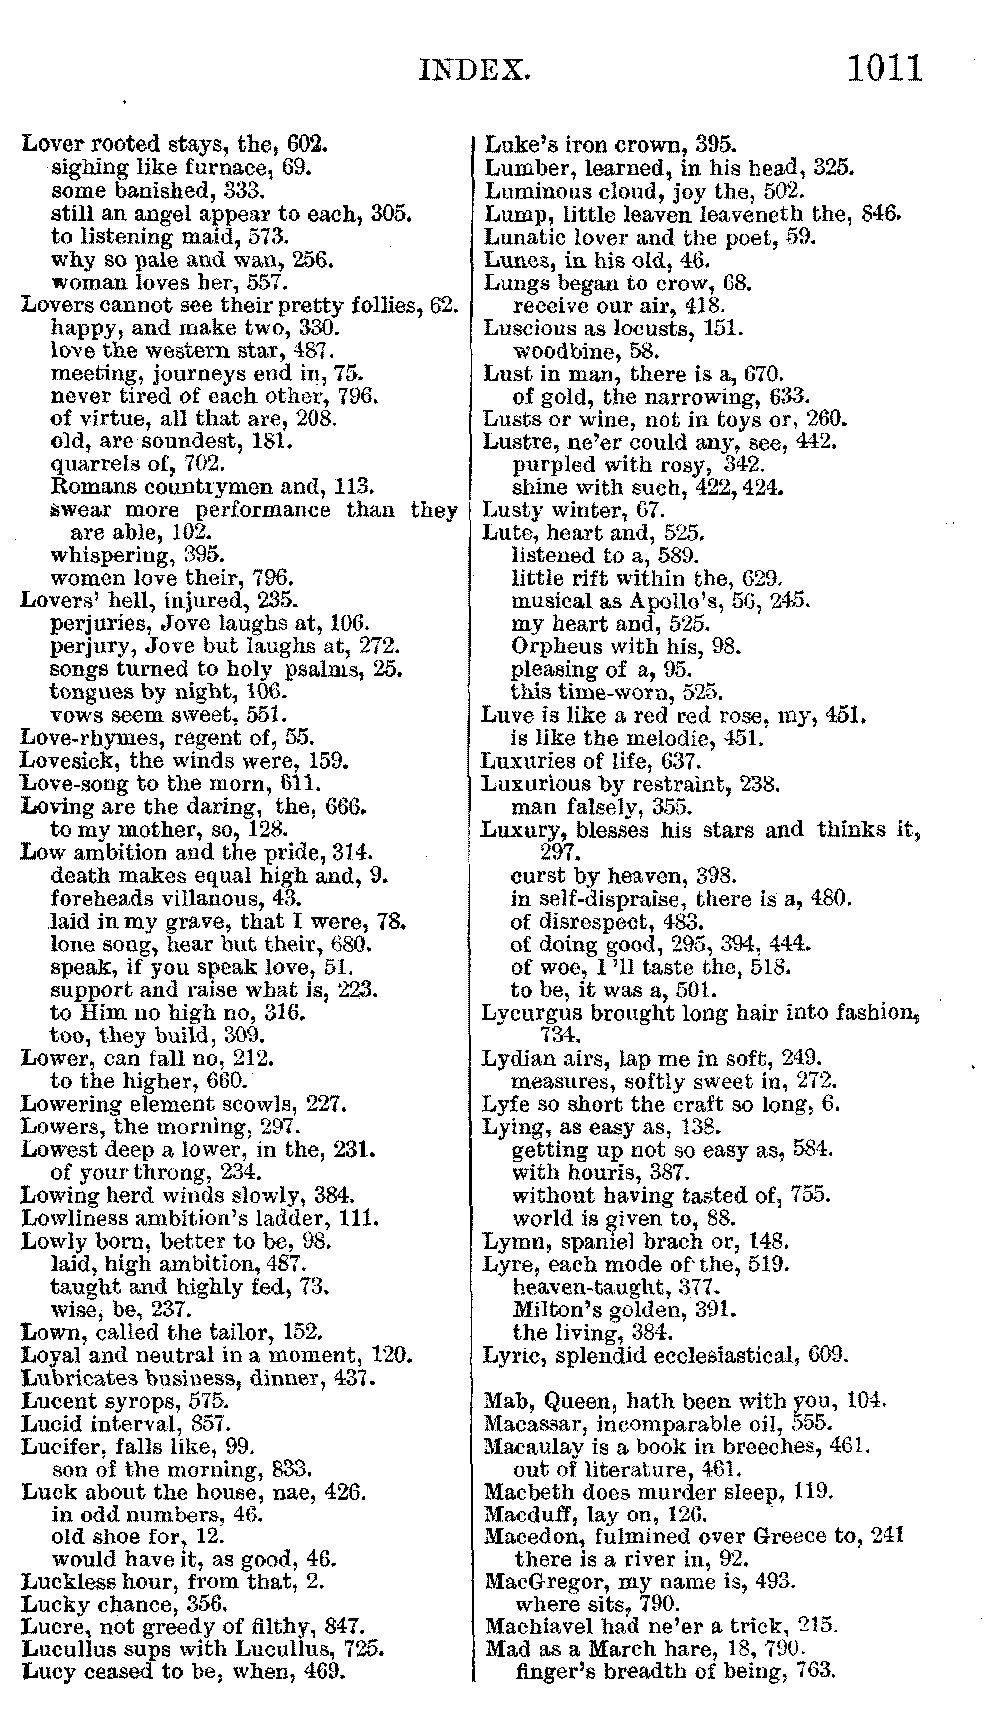 INDEX. 1011
Lover rooted stays, the, 602.
sighing like furnace, 69.
some banished, 333.
still an angel appear to each, 305.
to listening maid, 573.
why so pale and wan, 256.
woman loves her, 557.
Lovers cannot see their pretty follies, 62.
happy, and make two, 330.
love the western star, 487.
meeting, journeys end in, 75.
never tired of each other, 796.
of virtue, all that are, 208.
old, are soundest, 181.
quarrels of, 702.
Romans countrymen and, 113.
swear more performance than they
are able, 102.
whispering, 395.
women love their, 796.
Lovers' hell, injured, 235.
perjuries, Jove laughs at, 106.
perjury, Jove but laughs at, 272.
songs turned to holy psalms, 25.
tongues by night, 106.
vows seem sweet, 551.
Love-rhymes, regent of, 55.
Lovesick, the winds were, 159.
Love-song to the morn, 611.
Loving are the daring, the, 666.
to my mother, so, 128.
Low ambition and the pride, 314.
death makes equal high and, 9.
foreheads villanous, 43.
laid in my grave, that I were, 78.
lone song, hear but their, 680.
speak, if you speak love, 51.
support and raise what is, 223.
to Him no high no, 316.
too, they build, 309.
Lower, can fall no, 212.
to the higher, 660.
Lowering element scowls, 227.
Lowers, the morning, 297.
Lowest deep a lower, in the, 231.
of your throng, 234.
Lowing herd winds slowly, 384.
Lowliness ambition's ladder, 111.
Lowly born, better to be, 98.
laid, high ambition, 487.
taught and highly fed, 73.
wise, be, 237.
Lown, called the tailor, 152.
Loyal and neutral in a moment, 120.
Lubricates business, dinner, 437.
Lucent syrops, 575.
Lucid interval, 857.
Lucifer, falls like, 99.
son of the morning, 833.
Luck about the house, nae, 426.
in odd numbers, 46.
old shoe for, 12.
would have it, as good, 46.
Luckless hour, from that, 2.
Lucky chance, 356.
Lucre, not greedy of filthy, 847.
Lucullus sups with Lucullus, 725.
Lucy ceased to be, when, 469.
Luke's iron crown, 395.
Lumber, learned, in his head, 325.
Luminous cloud, joy the, 502.
Lump, little leaven leaveneth the, 846.
Lunatic lover and the poet, 59.
Lunes, in his old, 46.
Lungs began to crow, 68.
receive our air, 418.
Luscious as locusts, 151.
woodbine, 58.
Lust in man, there is a, 670.
of gold, the narrowing, 633.
Lusts or wine, not in toys or, 260.
Lustre, ne'er could any, see, 442.
purpled with rosy, 342.
shine with such, 422, 424.
Lusty winter, 67.
Lute, heart and, 525.
listened to a, 589.
little rift within the, 629.
musical as Apollo's, 56, 245.
my heart and, 525.
Orpheus with his, 98.
pleasing of a, 95.
this time-worn, 525.
Luve is like a red red rose, my, 451.
is like the melodie, 451.
Luxuries of life, 637.
Luxurious by restraint, 238.
man falsely, 355.
Luxury, blesses his stars and thinks it,
297.
curst by heaven, 398.
in self-dispraise, there is a, 480.
of disrespect, 483.
of doing good, 295, 394, 444.
of woe, I'll taste the, 518.
to be, it was a, 501.
Lycurgus brought long hair into fashion,
734.
Lydian airs, lap me in soft, 249.
measures, softly sweet in, 272.
Lyfe so short the craft so long, 6.
Lying, as easy as, 138.
getting up not so easy as, 584.
with houris, 387.
without having tasted of, 755.
world is given to, 88.
Lymn, spaniel brach or, 148.
Lyre, each mode of the, 519.
heaven-taught, 377.
Milton's golden, 391.
the living, 384.
Lyric, splendid ecclesiastical, 609.
Mab, Queen, hath been with you, 104.
Macassar, incomparable oil, 555.
Macaulay is a book in breeches, 461.
out of literature, 461.
Macbeth does murder sleep, 119.
Macduff, lay on, 126.
Macedon, fulmined over Greece to, 241
there is a river in, 92.
MacGregor, my name is, 493.
where sits, 790.
Machiavel had ne'er a trick, 215.
Mad as a March hare, 18, 790.
finger's breadth of being, 763.